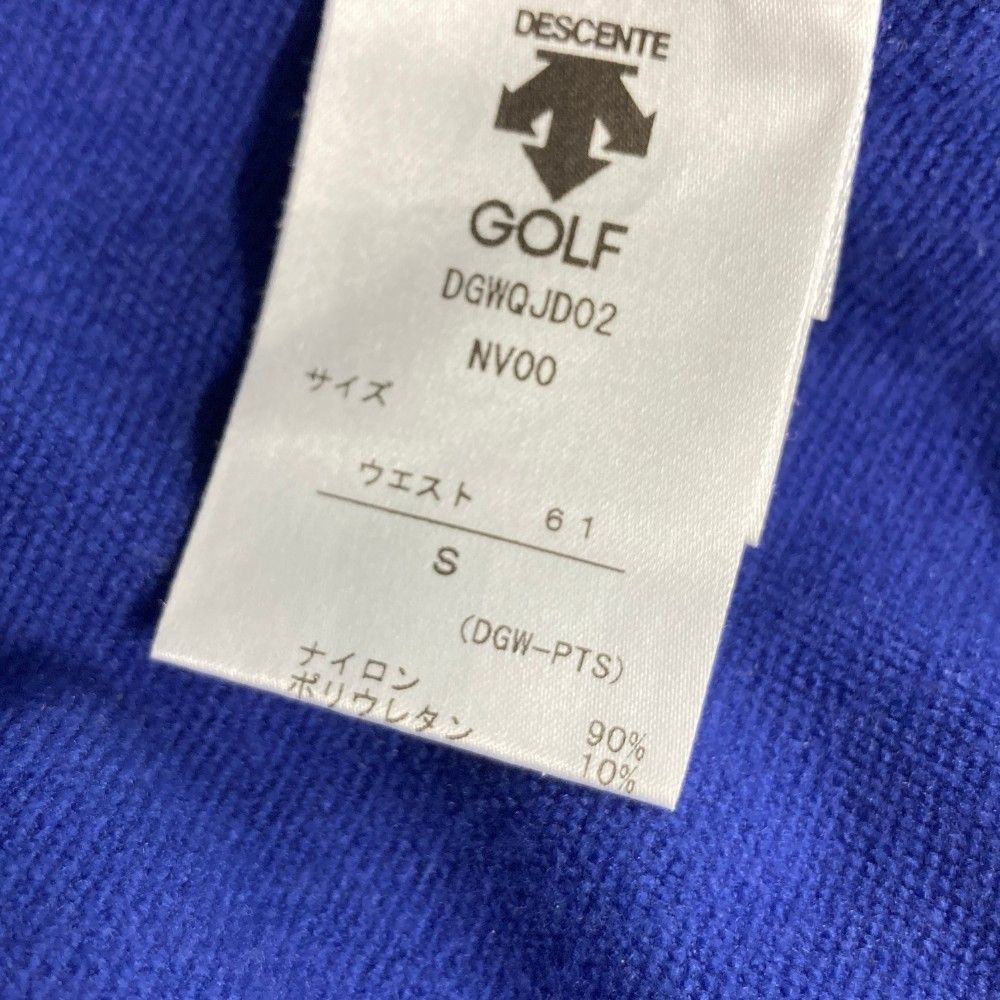 DESCENTE
GOLF
DGWQJD02
NV00
サイズ
ウエスト 61
S
(DGW-PTS)
ナイロン 90%
ポリウレタン 10%